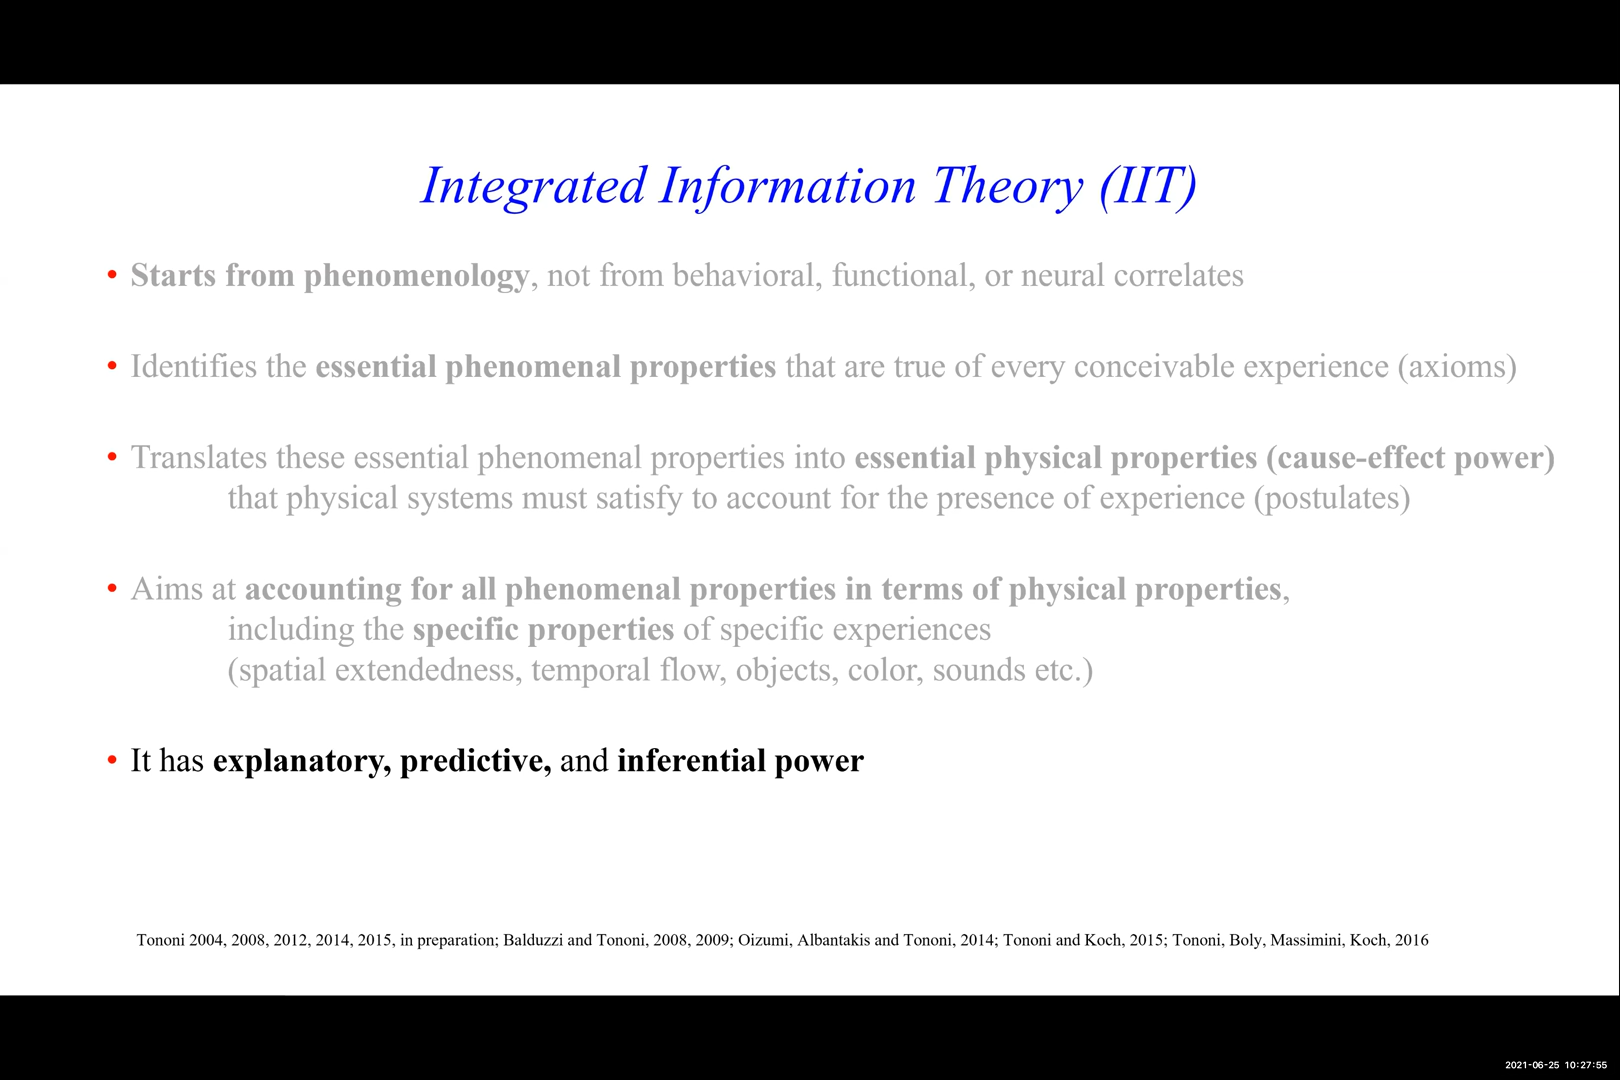 Integrated Information Theory (IIT)
• Starts from phenomenology, not from behavioral, functional, or neural correlates
• Identifies the essential phenomenal properties that are true of every conceivable experience (axioms)
• Translates these essential phenomenal properties into essential physical properties (cause-effect power)
that physical systems must satisfy to account for the presence of experience (postulates)
• Aims at accounting for all phenomenal properties in terms of physical properties,
including the specific properties of specific experiences
(spatial extendedness, temporal flow, objects, color, sounds etc.)
• It has explanatory, predictive, and inferential power
Tononi 2004, 2008, 2012, 2014, 2015, in preparation; Balduzzi and Tononi, 2008, 2009; Oizumi, Albantakis and Tononi, 2014; Tononi and Koch, 2015; Tononi, Boly, Massimini, Koch, 2016
2021-06-25 10:27:55